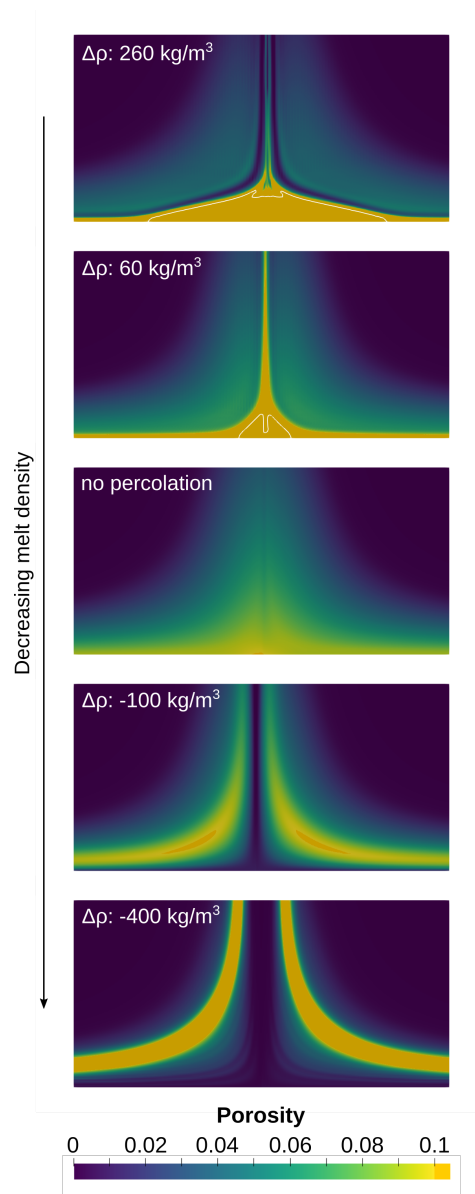 Δρ: 260 kg/m³
Δρ: 60 kg/m³
no percolation
Decreasing melt density
Δρ: -100 kg/m³
Δρ: -400 kg/m³
Porosity
0 0.02 0.04 0.06 0.08 0.1